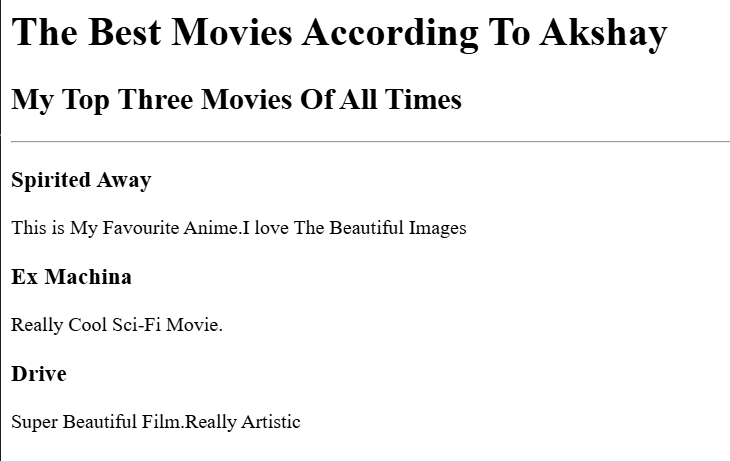 The Best Movies According To Akshay
My Top Three Movies Of All Times
Spirited Away
This is My Favourite Anime.I love The Beautiful Images
Ex Machina
Really Cool Sci-Fi Movie.
Drive
Super Beautiful Film.Really Artistic